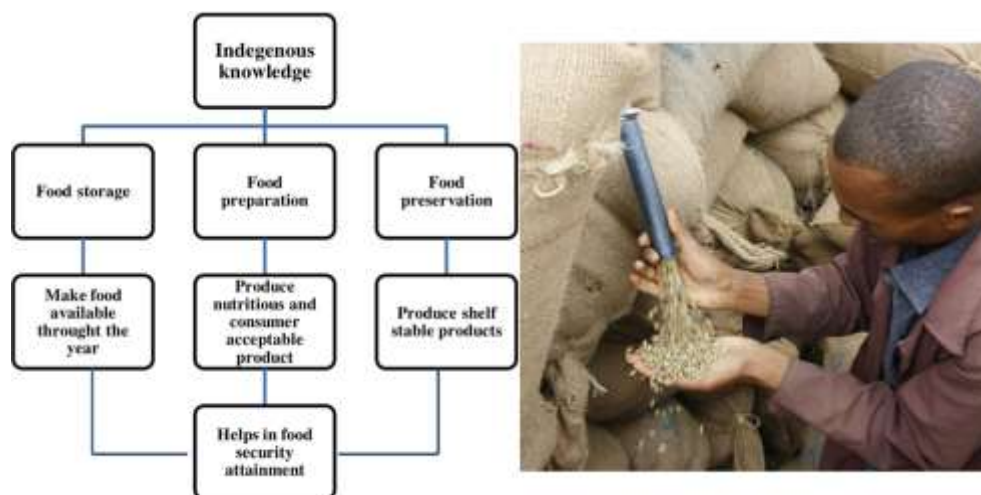 Indegenous
knowledge
Food storage
Food
preparation
Food
preservation
Make food
available
throught the
year
Produce
nutritious and
consumer
acceptable
product
Produce shelf
stable products
Helps in food
security
attainment